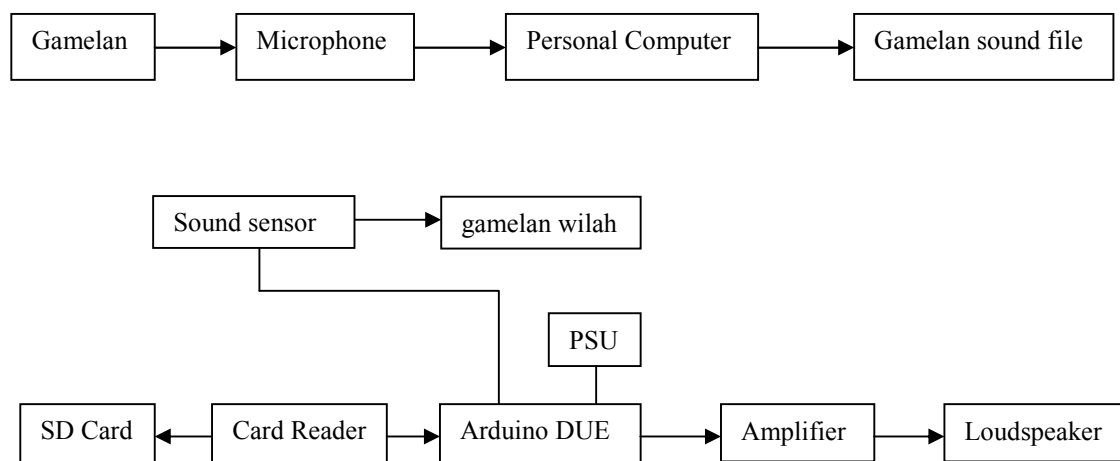 Gamelan
Microphone
Personal Computer
Gamelan sound file
Sound sensor
gamelan wilah
PSU
SD Card
Card Reader
Arduino DUE
Amplifier
Loudspeaker